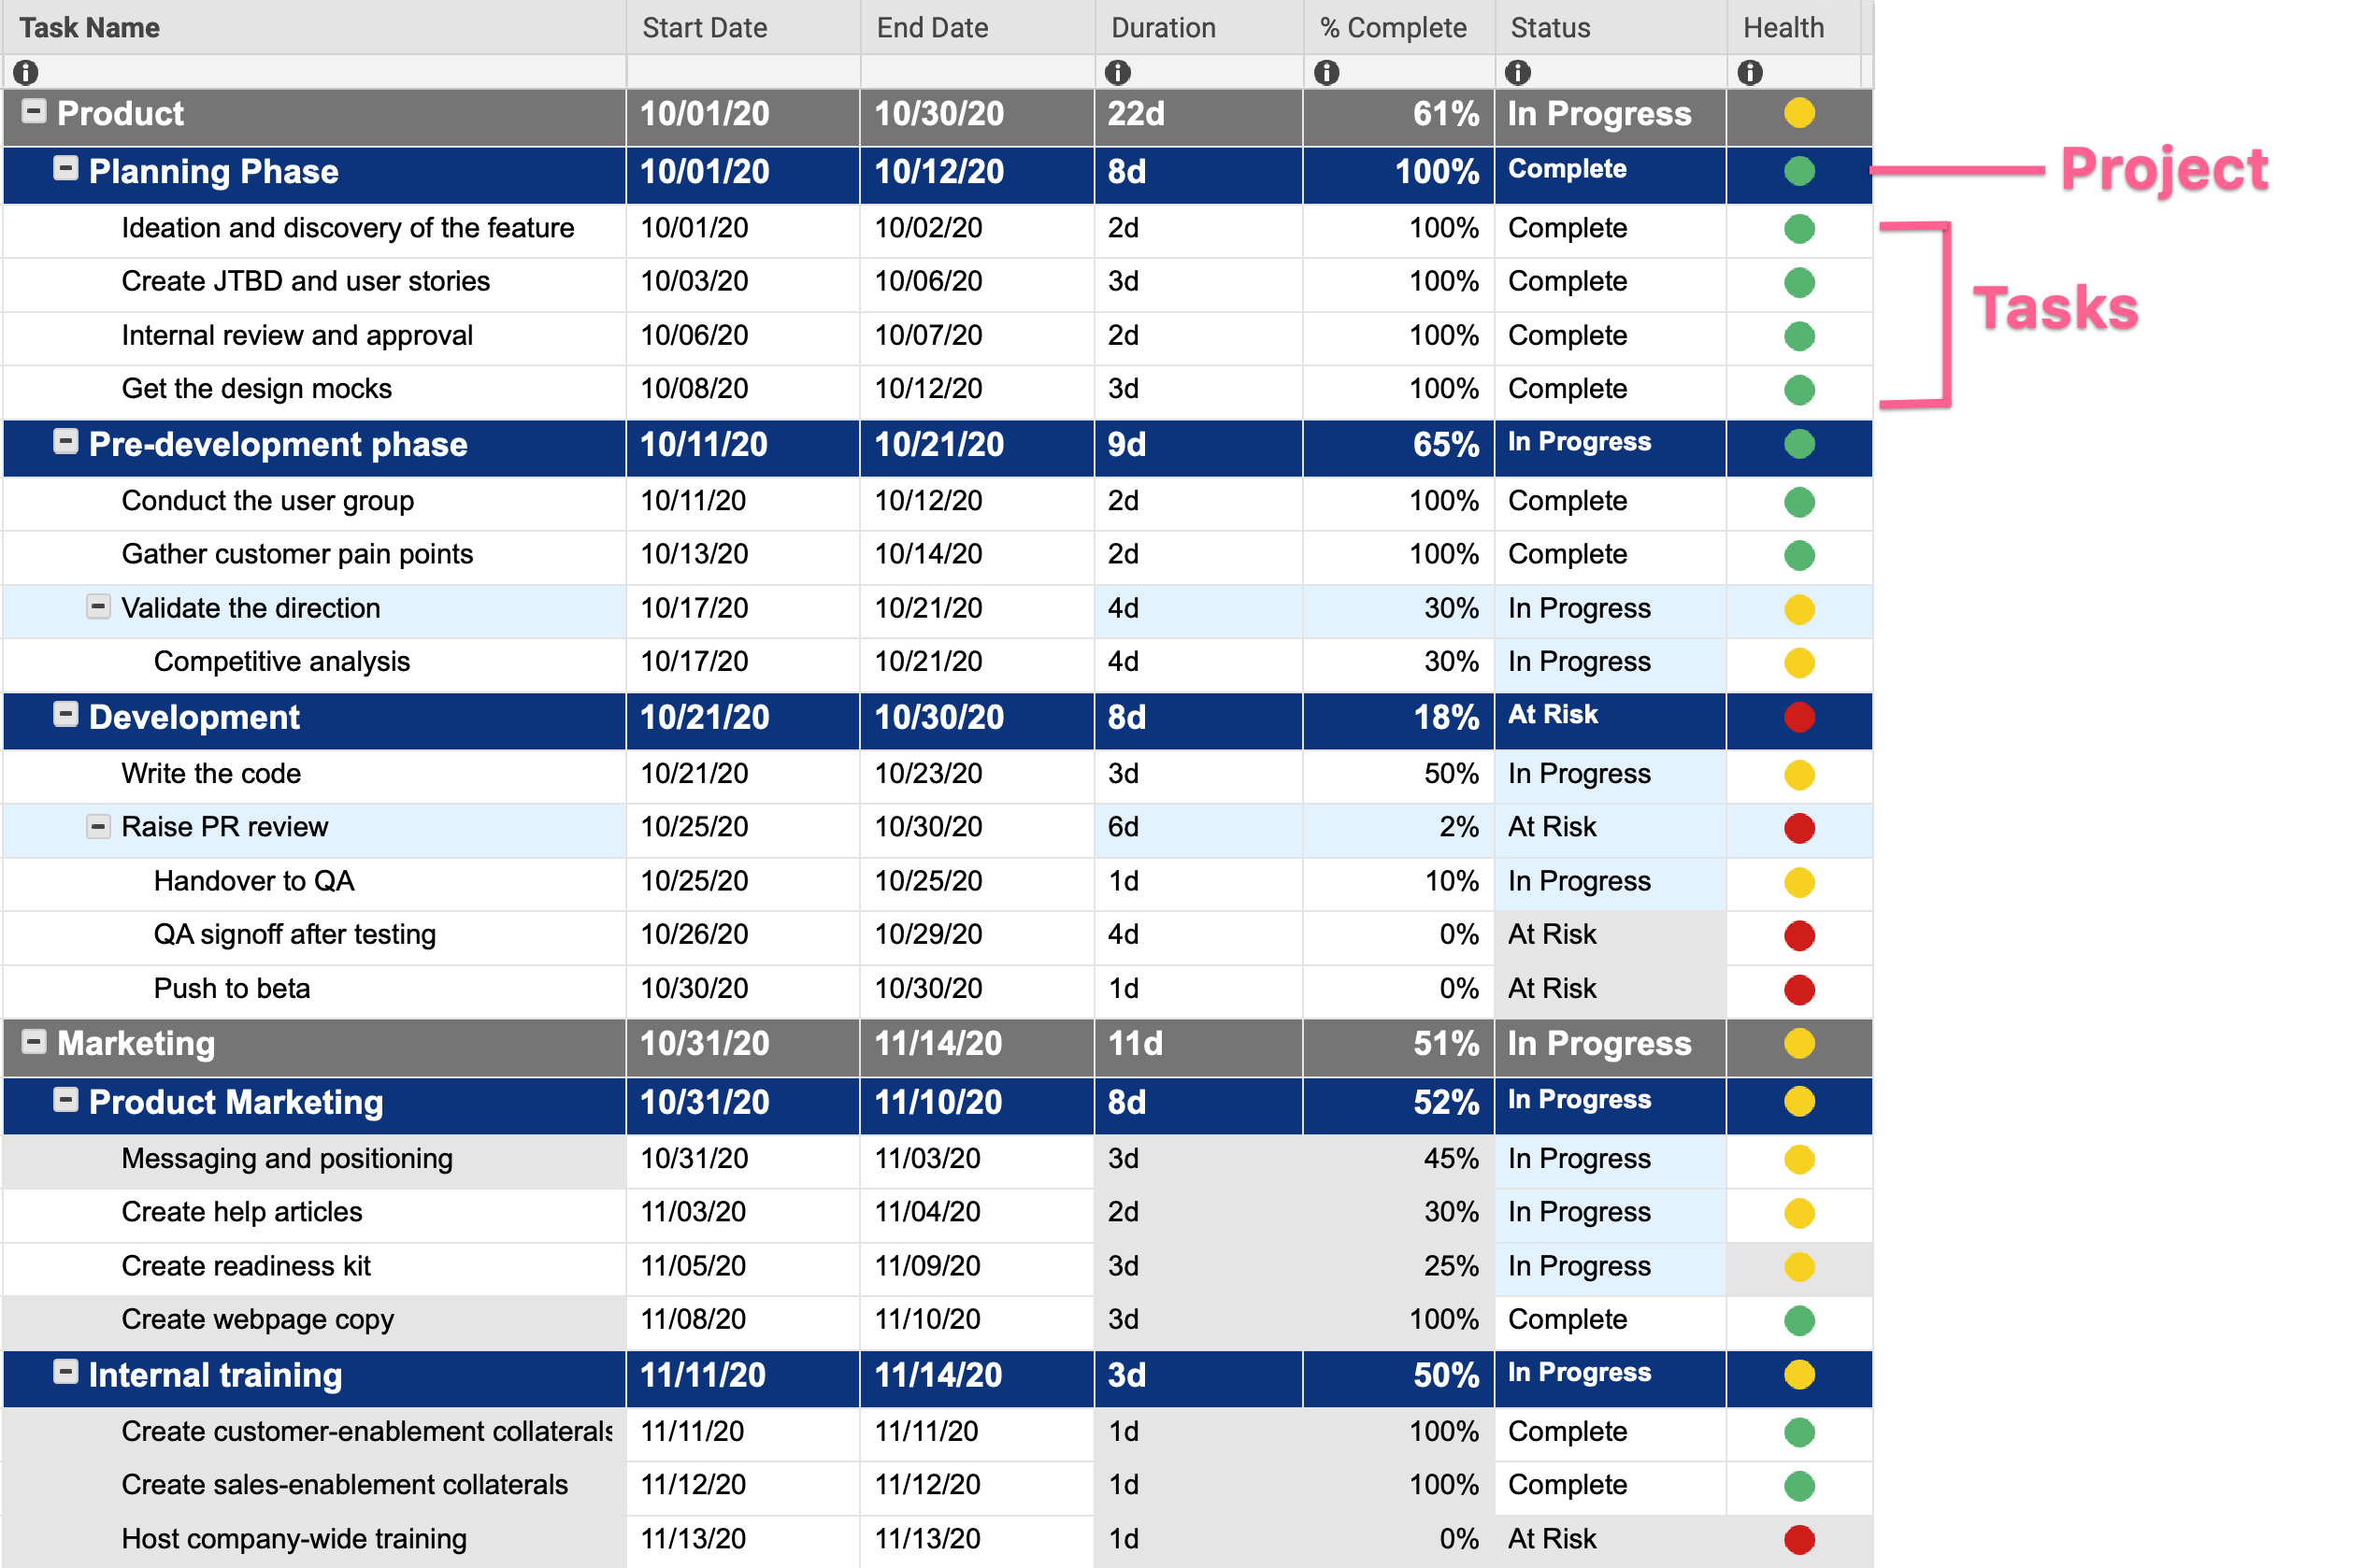 Task Name Start Date End Date Duration % Complete Status Health
Product 10/01/20 10/30/20 22d 61% In Progress
Planning Phase 10/01/20 10/12/20 8d 100% Complete Project
Ideation and discovery of the feature 10/01/20 10/02/20 2d 100% Complete
Create JTBD and user stories 10/03/20 10/06/20 3d 100% Complete
Tasks
Internal review and approval 10/06/20 10/07/20 2d 100% Complete
Get the design mocks 10/08/20 10/12/20 3d 100% Complete
Pre-development phase 10/11/20 10/21/20 9d 65% In Progress
Conduct the user group 10/11/20 10/12/20 2d 100% Complete
Gather customer pain points 10/13/20 10/14/20 2d 100% Complete
Validate the direction 10/17/20 10/21/20 4d 30% In Progress
Competitive analysis 10/17/20 10/21/20 4d 30% In Progress
Development 10/21/20 10/30/20 8d 18% At Risk
Write the code 10/21/20 10/23/20 3d 50% In Progress
Raise PR review 10/25/20 10/30/20 6d 2% At Risk
Handover to QA 10/25/20 10/25/20 1d 10% In Progress
QA signoff after testing 10/26/20 10/29/20 4d 0% At Risk
Push to beta 10/30/20 10/30/20 1d 0% At Risk
Marketing 10/31/20 11/14/20 11d 51% In Progress
Product Marketing 10/31/20 11/10/20 8d 52% In Progress
Messaging and positioning 10/31/20 11/03/20 3d 45% In Progress
Create help articles 11/03/20 11/04/20 2d 30% In Progress
Create readiness kit 11/05/20 11/09/20 3d 25% In Progress
Create webpage copy 11/08/20 11/10/20 3d 100% Complete
Internal training 11/11/20 11/14/20 3d 50% In Progress
Create customer-enablement collaterals 11/11/20 11/11/20 1d 100% Complete
Create sales-enablement collaterals 11/12/20 11/12/20 1d 100% Complete
Host company-wide training 11/13/20 11/13/20 1d 0% At Risk